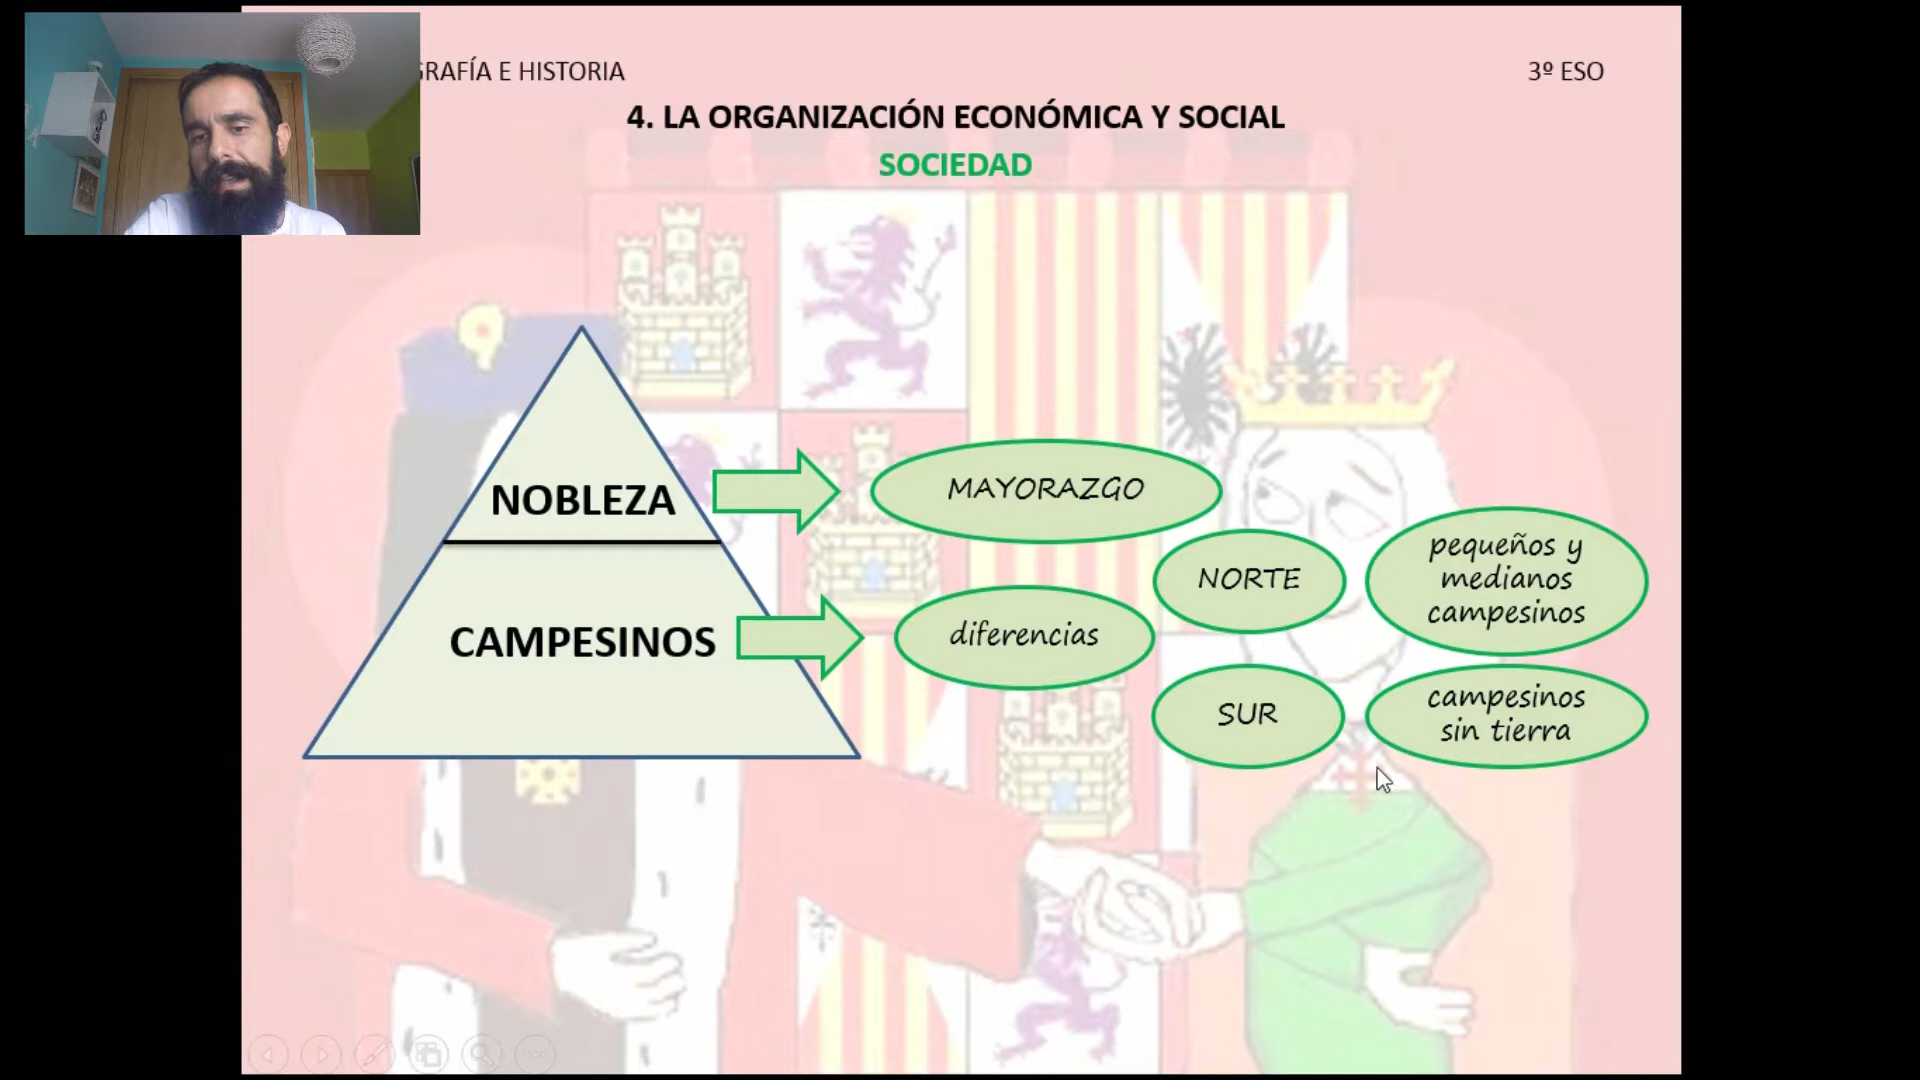 GRAFÍA E HISTORIA
3º ESO
4. LA ORGANIZACIÓN ECONÓMICA Y SOCIAL
SOCIEDAD
NOBLEZA
MAYORAZGO
CAMPESINOS
diferencias
NORTE
pequeños y
medianos
campesinos
SUR
campesinos
sin tierra